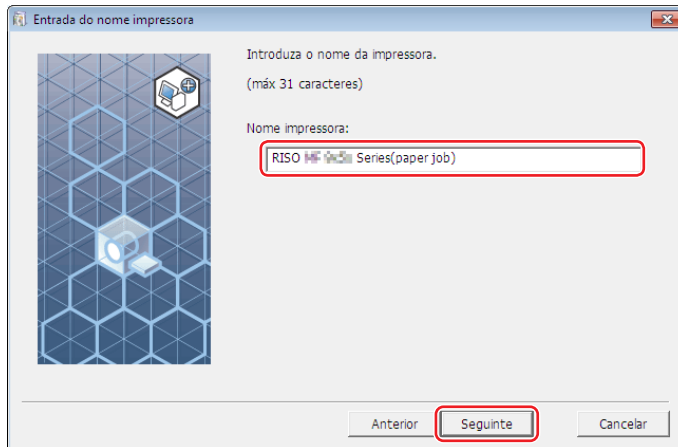 Entrada do nome impressora
Introduza o nome da impressora.
(máx 31 caracteres)
Nome impressora:
RISO Series(paper job)
Anterior
Seguinte
Cancelar